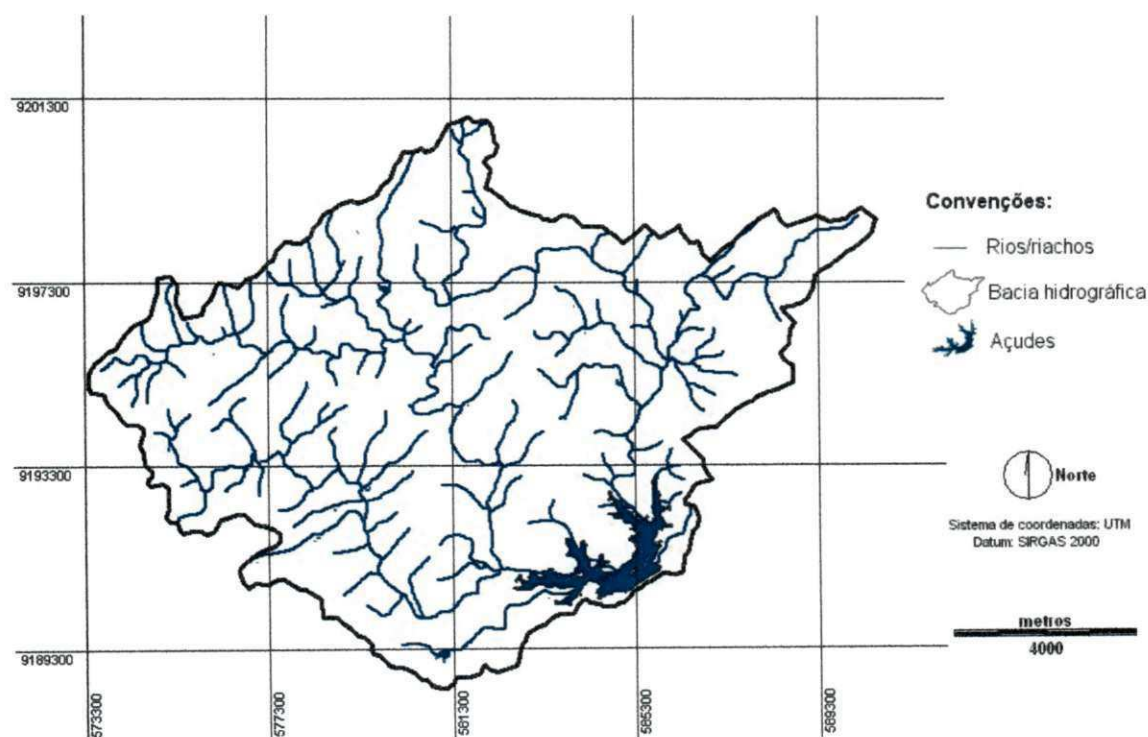 9201300
9197300
9193300
9189300
573300
577300
581300
585300
589300
Convenções:
Rios/riachos
Bacia hidrográfica
Açudes
Norte
Sistema de coordenadas: UTM
Datum: SIRGAS 2000
metros
4000